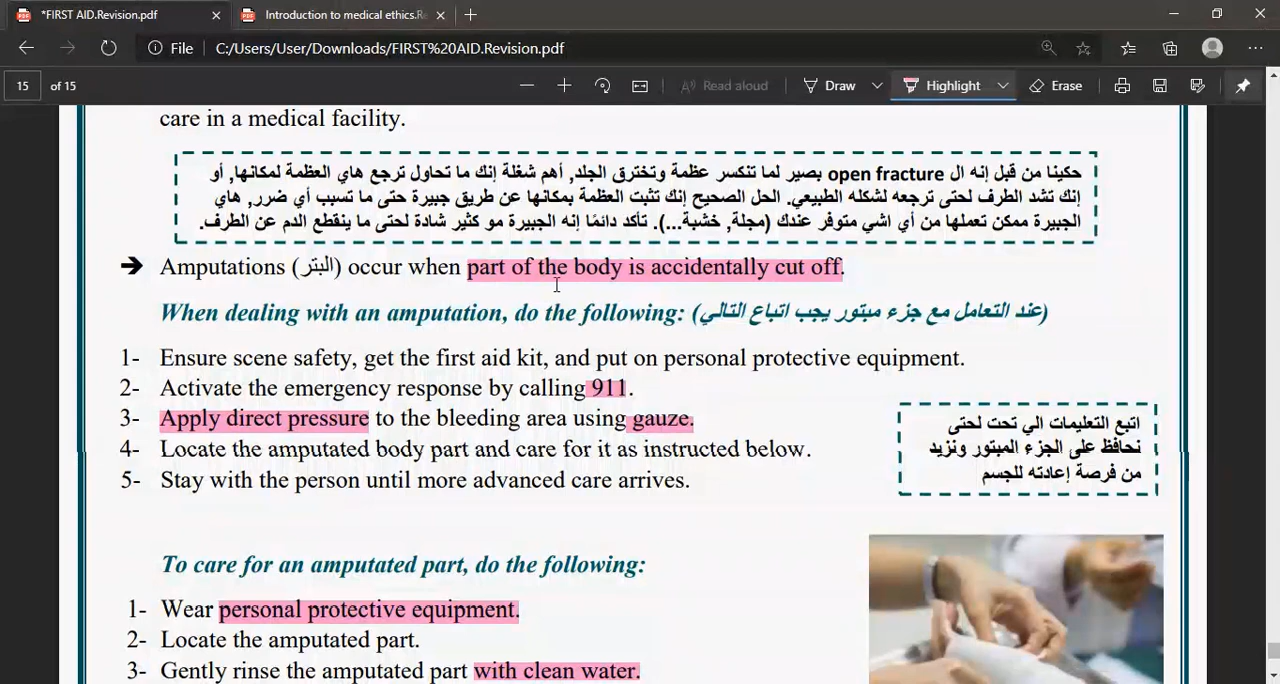 *FIRST AID.Revision.pdf
Introduction to medical ethics.Re
File
C:/Users/User/Downloads/FIRST%20AID.Revision.pdf
15 of 15
Read aloud
Draw
Highlight
Erase
care in a medical facility.
حكينا من قبل إنه ال open fracture بصير لما تنكسر عظمة وتخترق الجلد, أهم شغلة إنك ما تحاول ترجع هاي العظمة لمكانها, أو
إنك تشد الطرف لحتى ترجعه لشكله الطبيعي. الحل الصحيح إنك تثبت العظمة بمكانها عن طريق جبيرة حتى ما تسبب أي ضرر, هاي
الجبيرة ممكن تعملها من أي اشي متوفر عندك (مجلة, خشبة...). تأكد دائمًا إنه الجبيرة مو كثير شادة لحتى ما ينقطع الدم عن الطرف.
➔ Amputations (البتر) occur when part of the body is accidentally cut off.
When dealing with an amputation, do the following: (عند التعامل مع جزء مبتور يجب اتباع التالي)
1- Ensure scene safety, get the first aid kit, and put on personal protective equipment.
2- Activate the emergency response by calling 911.
3- Apply direct pressure to the bleeding area using gauze.
4- Locate the amputated body part and care for it as instructed below.
5- Stay with the person until more advanced care arrives.
اتبع التعليمات الي تحت لحتى
نحافظ على الجزء المبتور ونزيد
من فرصة إعادته للجسم
To care for an amputated part, do the following:
1- Wear personal protective equipment.
2- Locate the amputated part.
3- Gently rinse the amputated part with clean water.